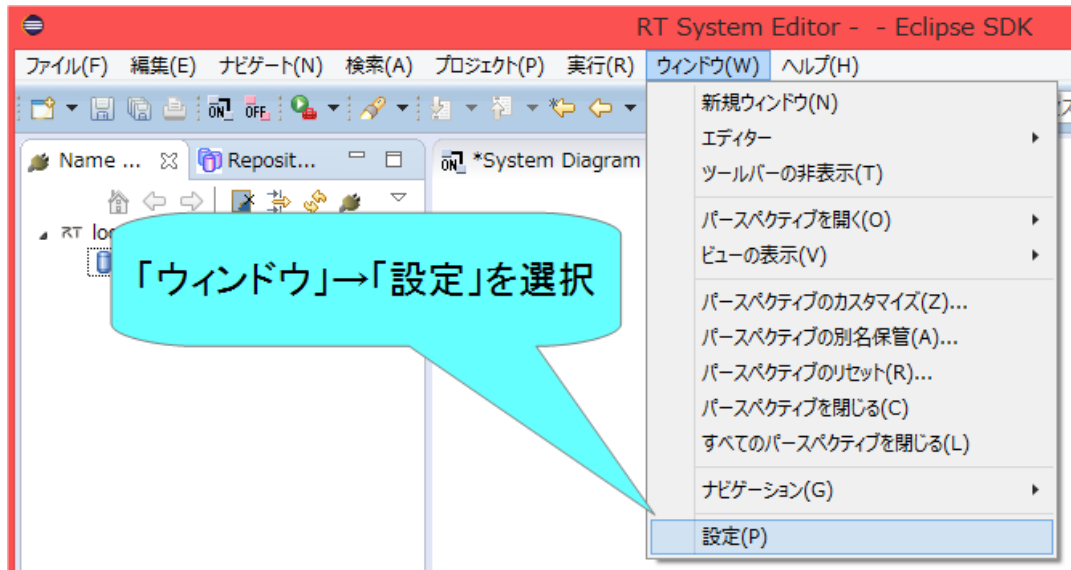 RT System Editor - - Eclipse SDK
ファイル(F) 編集(E) ナビゲート(N) 検索(A) プロジェクト(P) 実行(R) ウィンドウ(W) ヘルプ(H)
ON OFF
Name ... Reposit... ON *System Diagram
RT
「ウィンドウ」→「設定」を選択
新規ウィンドウ(N)
エディター
ツールバーの非表示(T)
パースペクティブを開く(O)
ビューの表示(V)
パースペクティブのカスタマイズ(Z)...
パースペクティブの別名保管(A)...
パースペクティブのリセット(R)...
パースペクティブを閉じる(C)
すべてのパースペクティブを閉じる(L)
ナビゲーション(G)
設定(P)